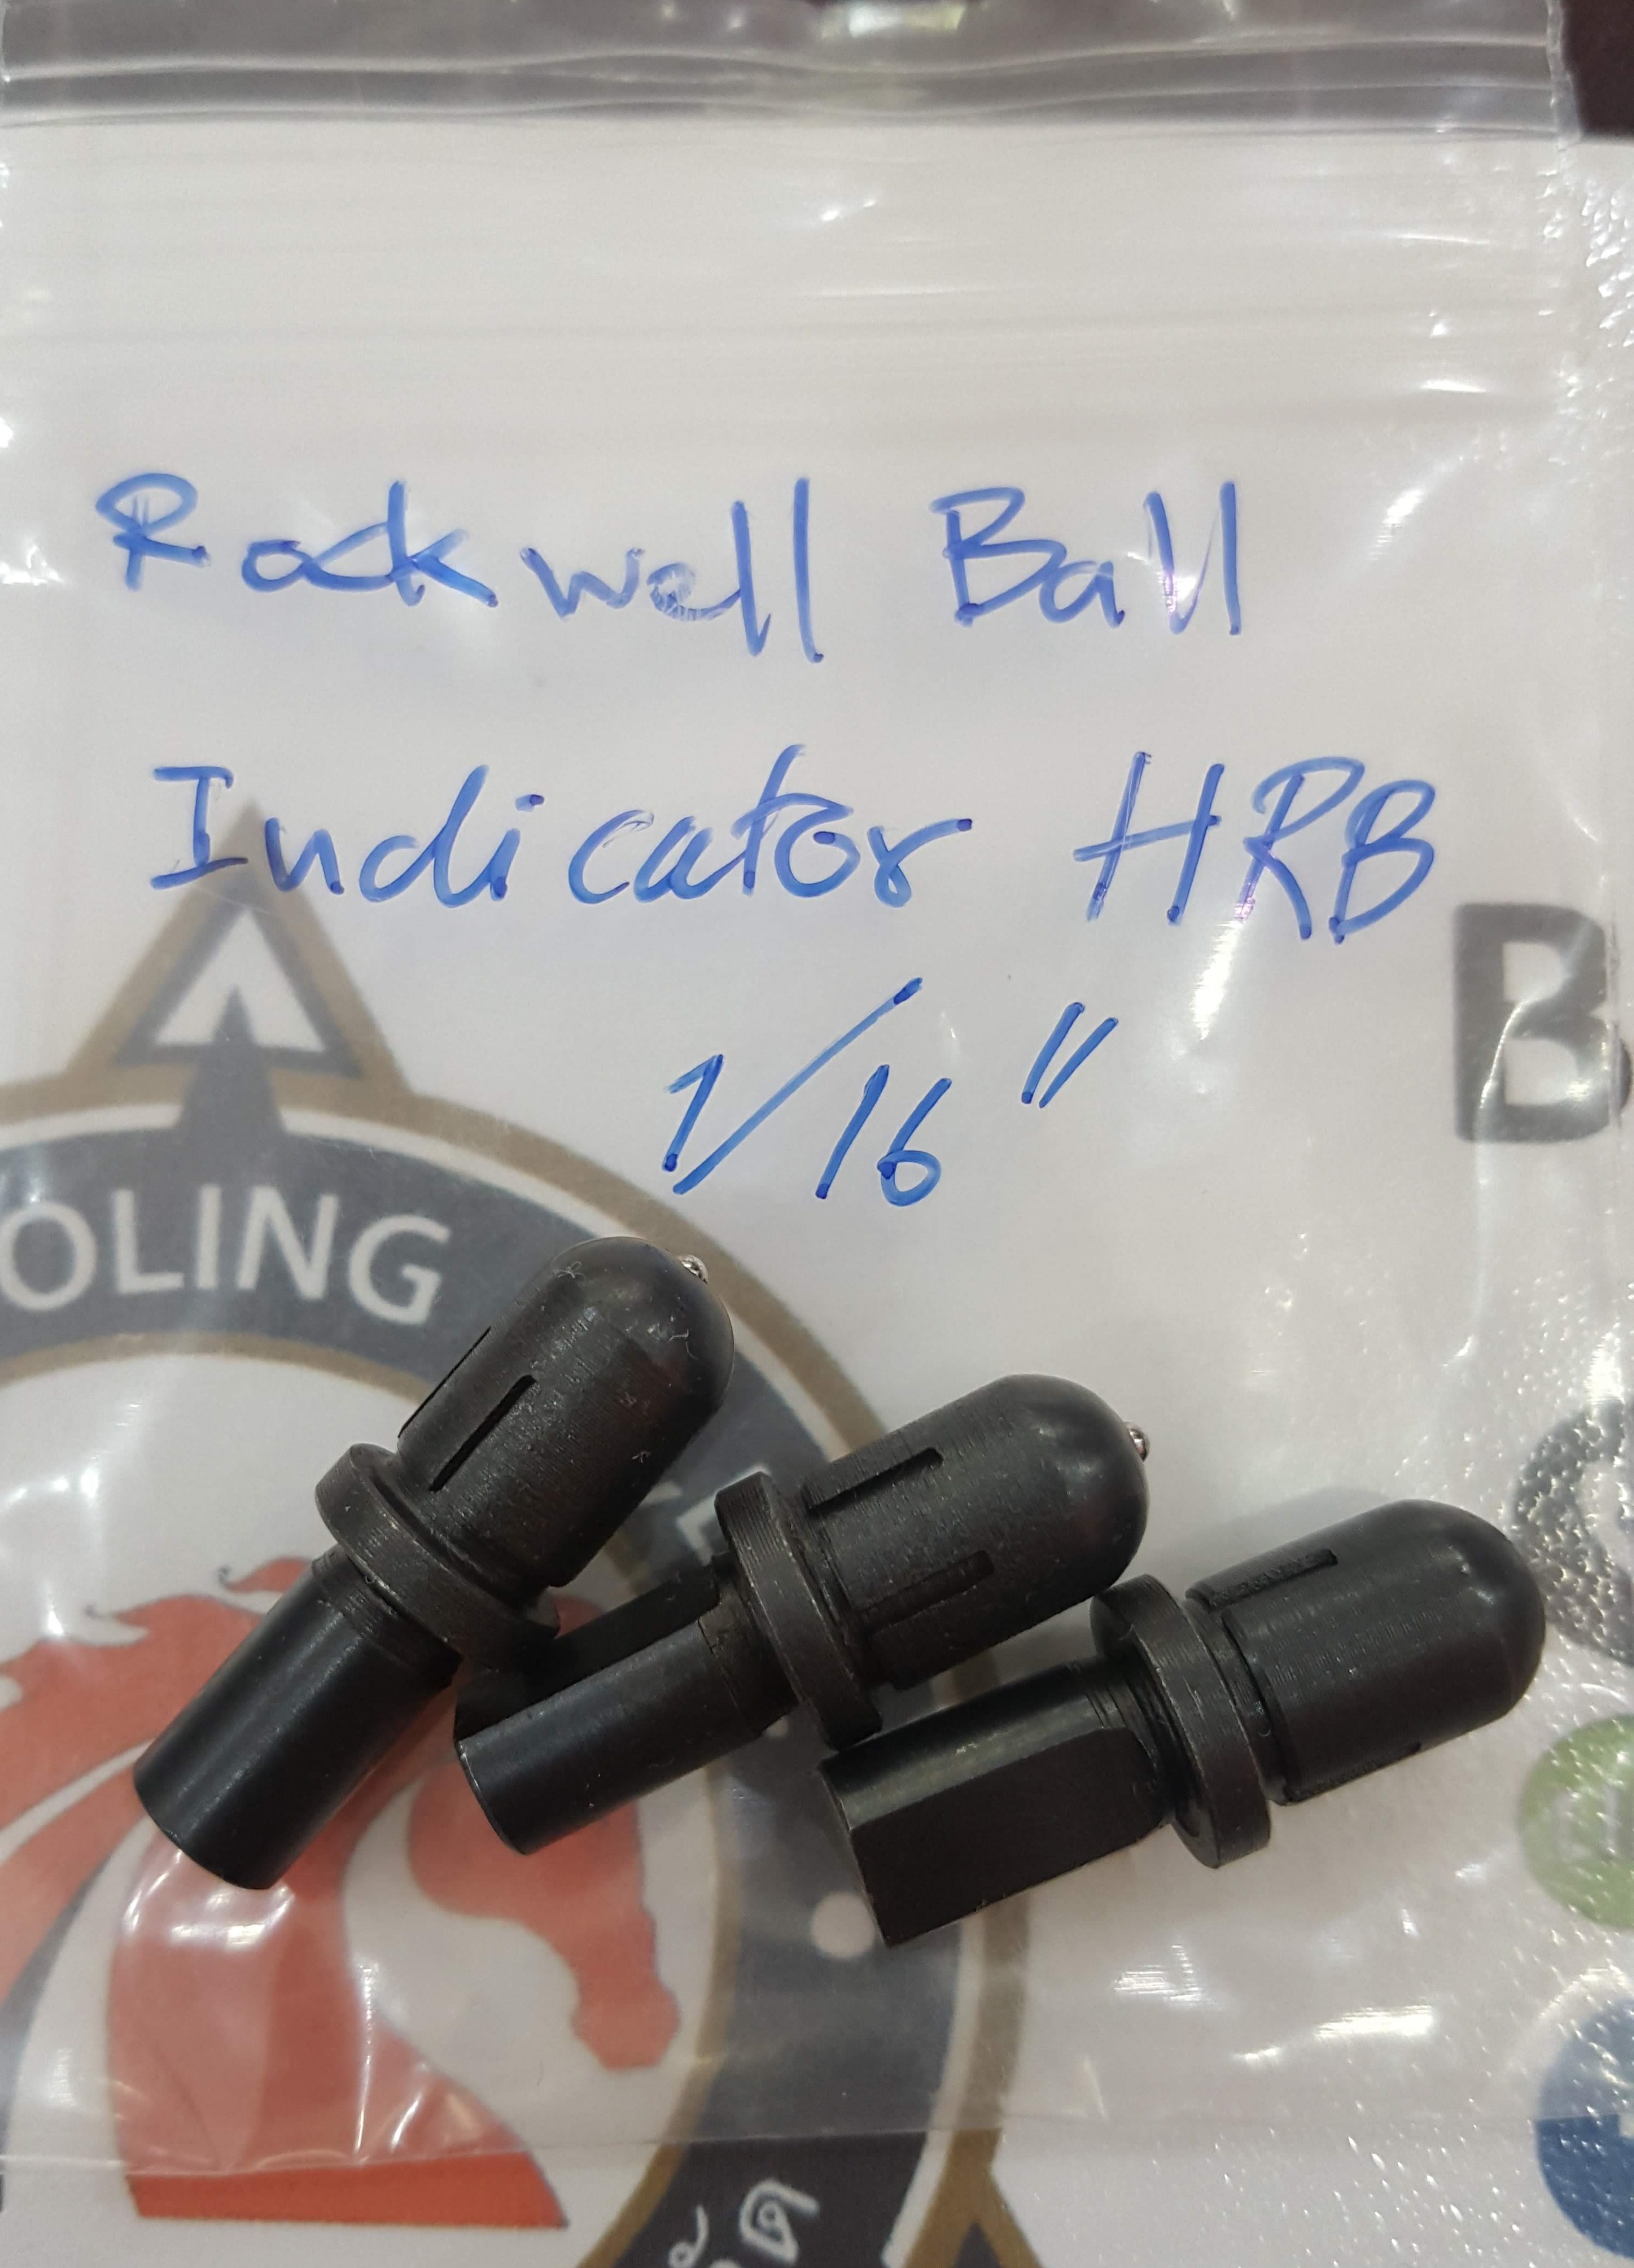 Rockwell Ball
Indicator HRB
1/16"
B
OLING